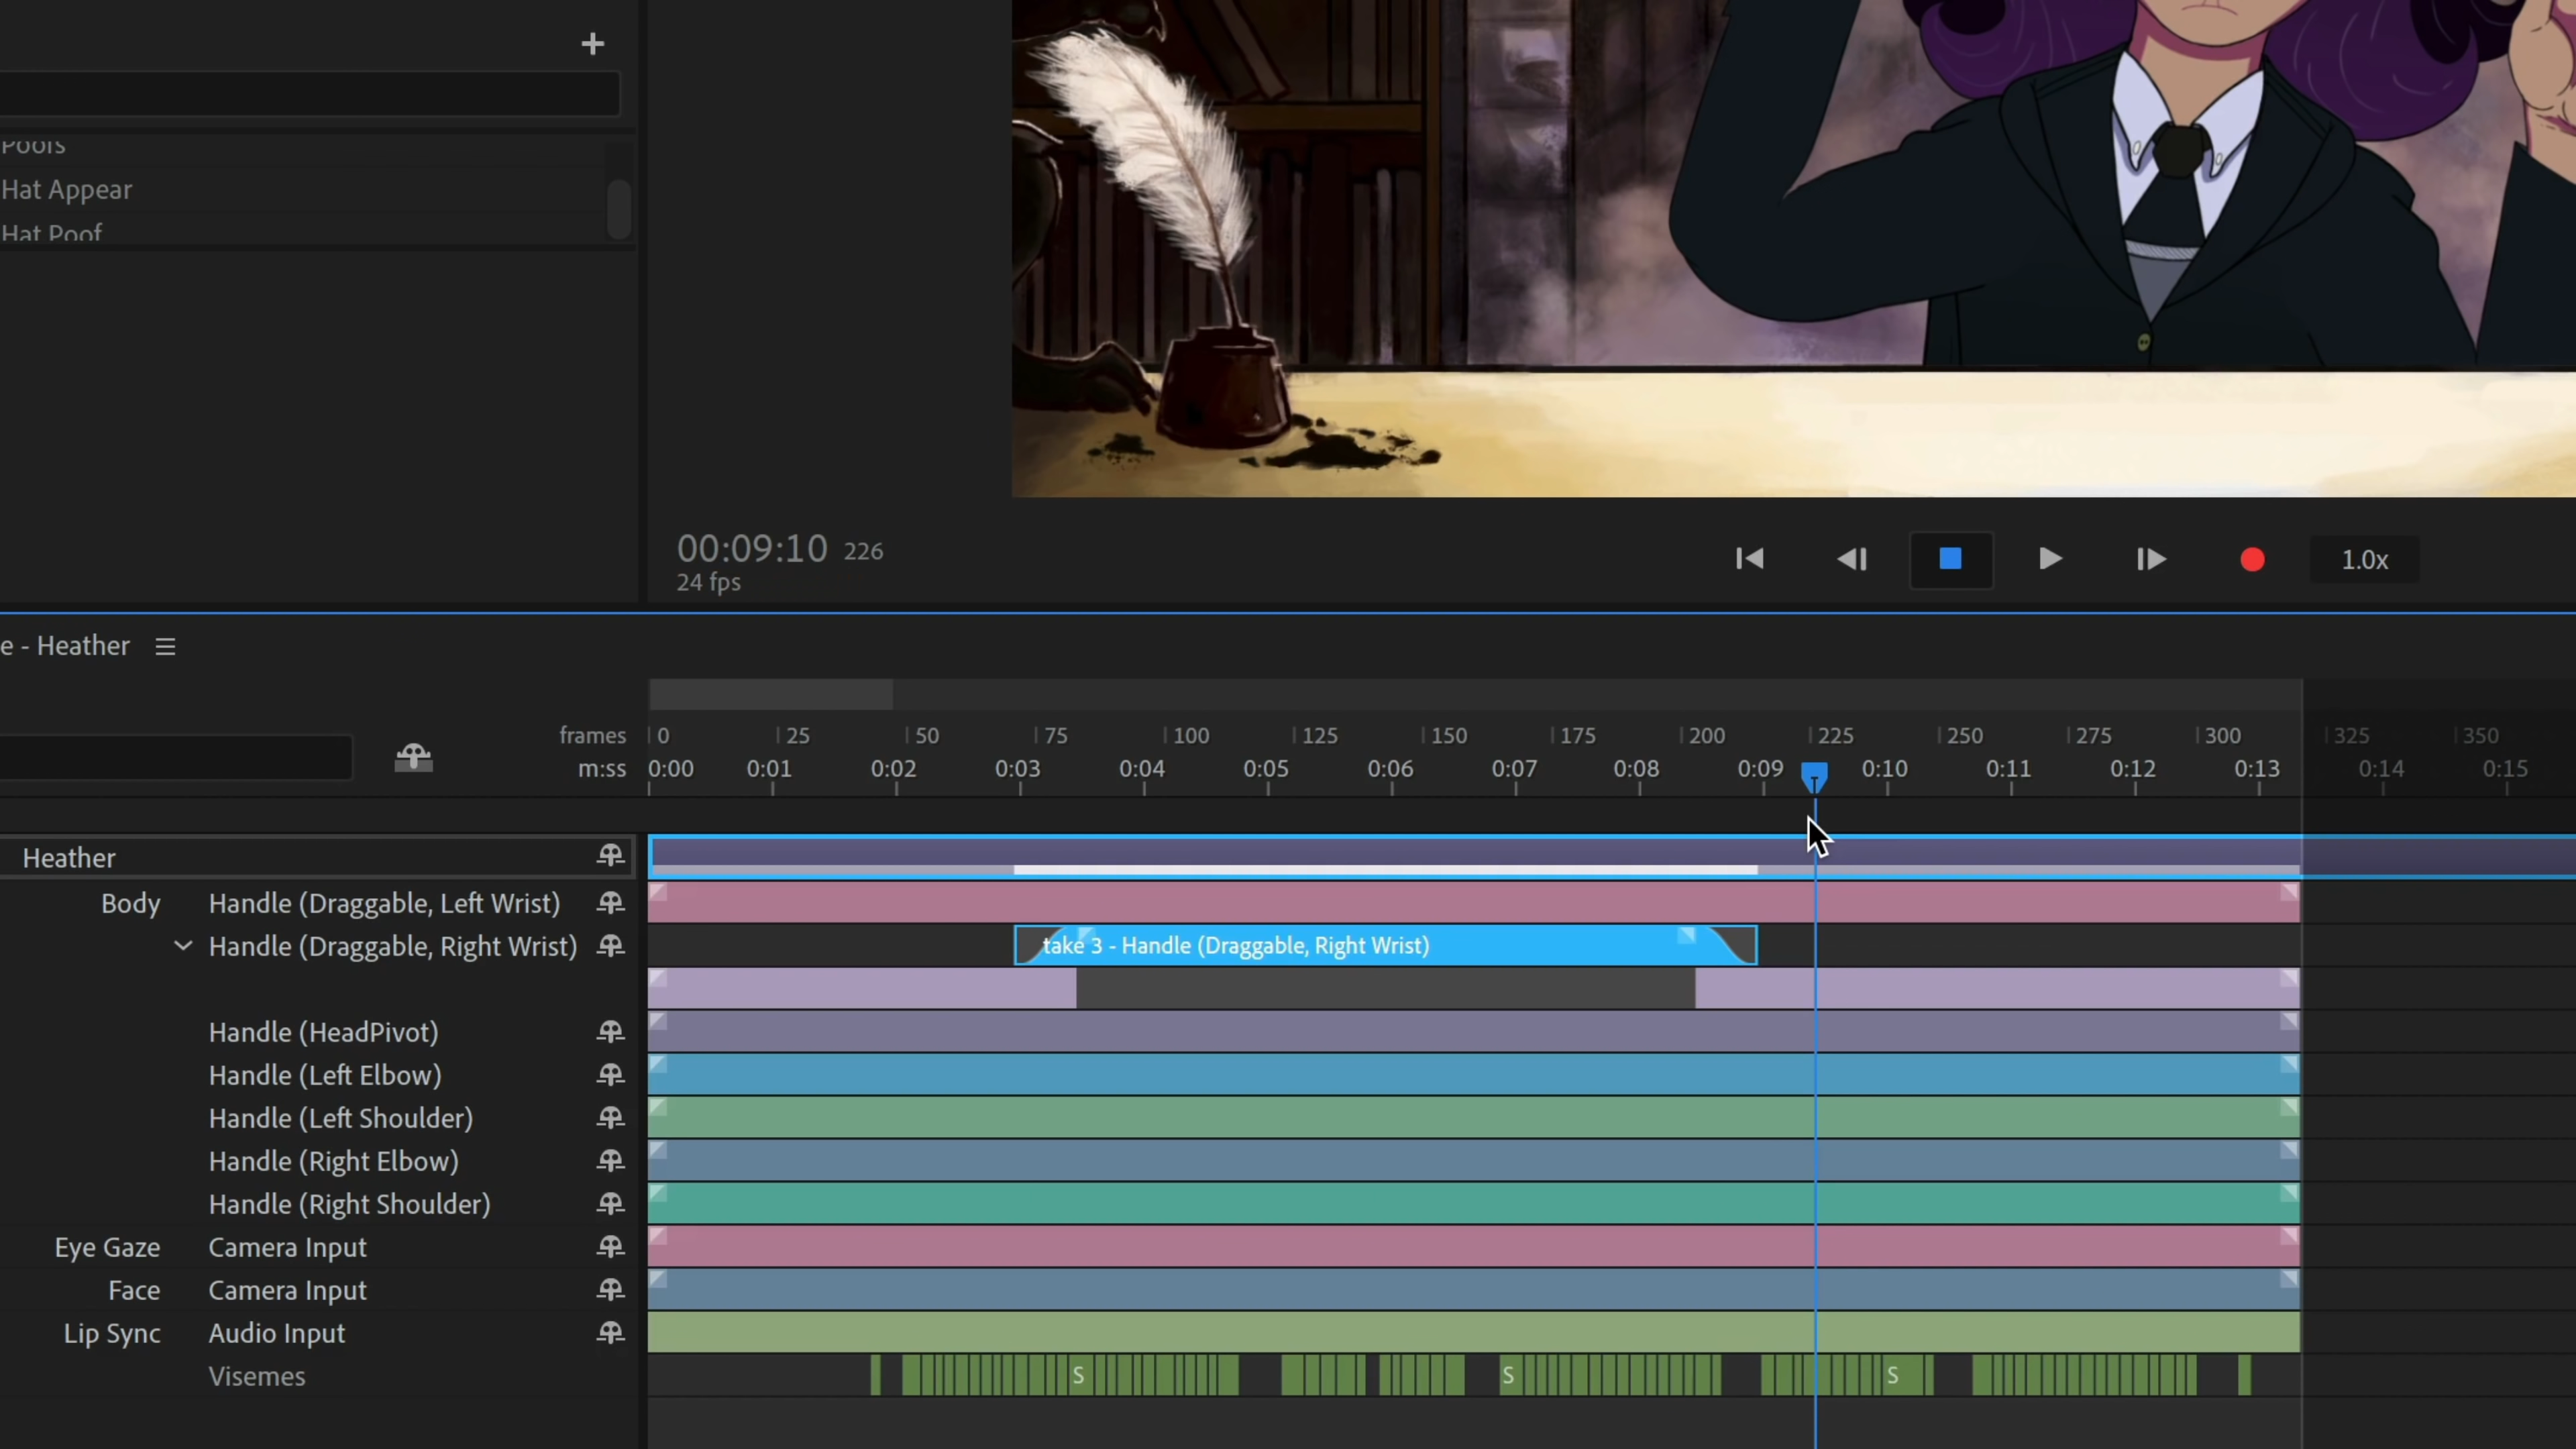 Poofs
Hat Appear
Hat Poof
00:09:10 226
24 fps
1.0x
e - Heather
frames 0 25 50 75 100 125 150 175 200 225 250 275 300 325 350
m:ss 0:00 0:01 0:02 0:03 0:04 0:05 0:06 0:07 0:08 0:09 0:10 0:11 0:12 0:13 0:14 0:15
Heather
Body Handle (Draggable, Left Wrist)
Handle (Draggable, Right Wrist) take 3 - Handle (Draggable, Right Wrist)
Handle (HeadPivot)
Handle (Left Elbow)
Handle (Left Shoulder)
Handle (Right Elbow)
Handle (Right Shoulder)
Eye Gaze Camera Input
Face Camera Input
Lip Sync Audio Input
Visemes S S S